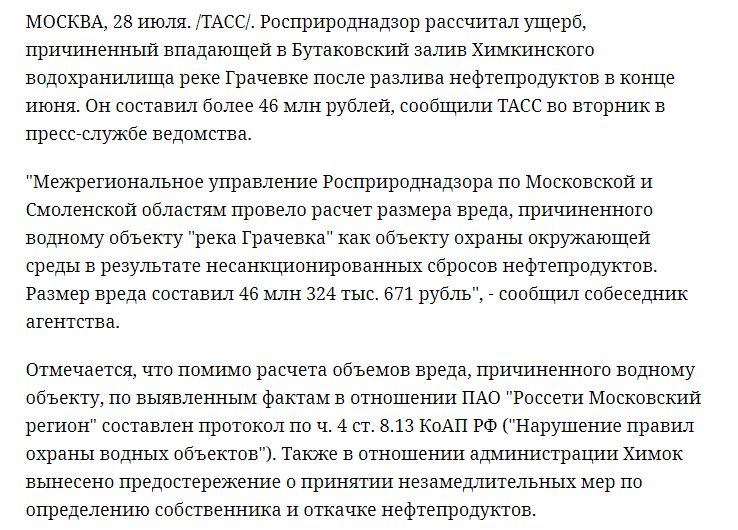 МОСКВА, 28 июля. /ТАСС/. Росприроднадзор рассчитал ущерб,
причиненный впадающей в Бутаковский залив Химкинского
водохранилища реке Грачевке после разлива нефтепродуктов в конце
июня. Он составил более 46 млн рублей, сообщили ТАСС во вторник в
пресс-службе ведомства.
"Межрегиональное управление Росприроднадзора по Московской и
Смоленской областям провело расчет размера вреда, причиненного
водному объекту "река Грачевка" как объекту охраны окружающей
среды в результате несанкционированных сбросов нефтепродуктов.
Размер вреда составил 46 млн 324 тыс. 671 рубль", - сообщил собеседник
агентства.
Отмечается, что помимо расчета объемов вреда, причиненного водному
объекту, по выявленным фактам в отношении ПАО "Россети Московский
регион" составлен протокол по ч. 4 ст. 8.13 КоАП РФ ("Нарушение правил
охраны водных объектов"). Также в отношении администрации Химок
вынесено предостережение о принятии незамедлительных мер по
определению собственника и откачке нефтепродуктов.